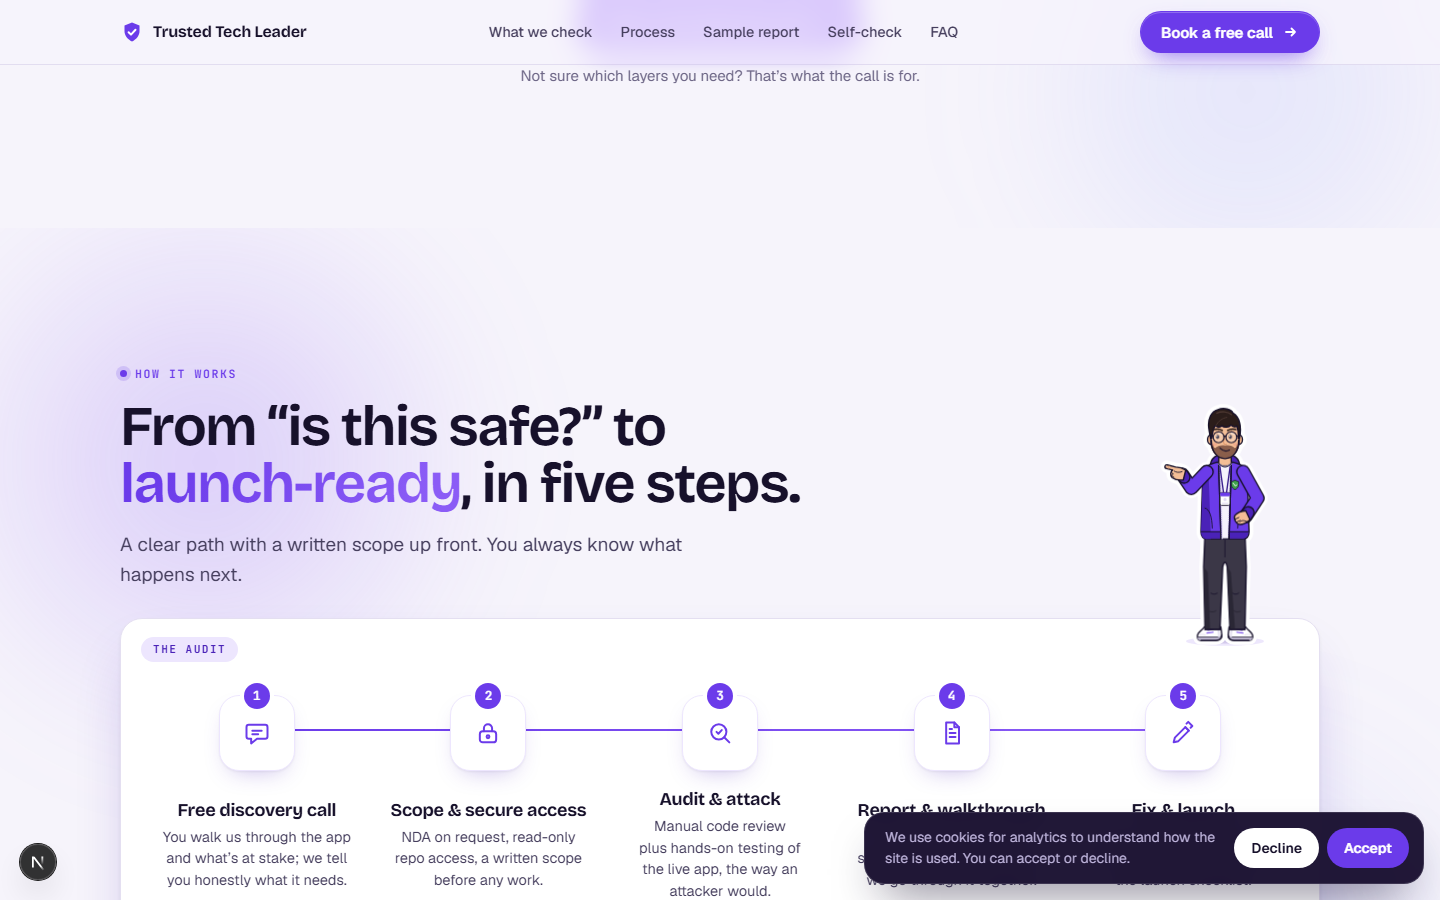 Trusted Tech Leader
What we check
Process
Sample report
Self-check
FAQ
Book a free call
Not sure which layers you need? That’s what the call is for.
HOW IT WORKS
From “is this safe?” to
launch-ready, in five steps.
A clear path with a written scope up front. You always know what
happens next.
THE AUDIT
1
2
3
4
5
Free discovery call
You walk us through the app
and what’s at stake; we tell
you honestly what it needs.
Scope & secure access
NDA on request, read-only
repo access, a written scope
before any work.
Audit & attack
Manual code review
plus hands-on testing of
the live app, the way an
attacker would.
Report & walkthrough
Fix & launch
We use cookies for analytics to understand how the
site is used. You can accept or decline.
Decline
Accept
N